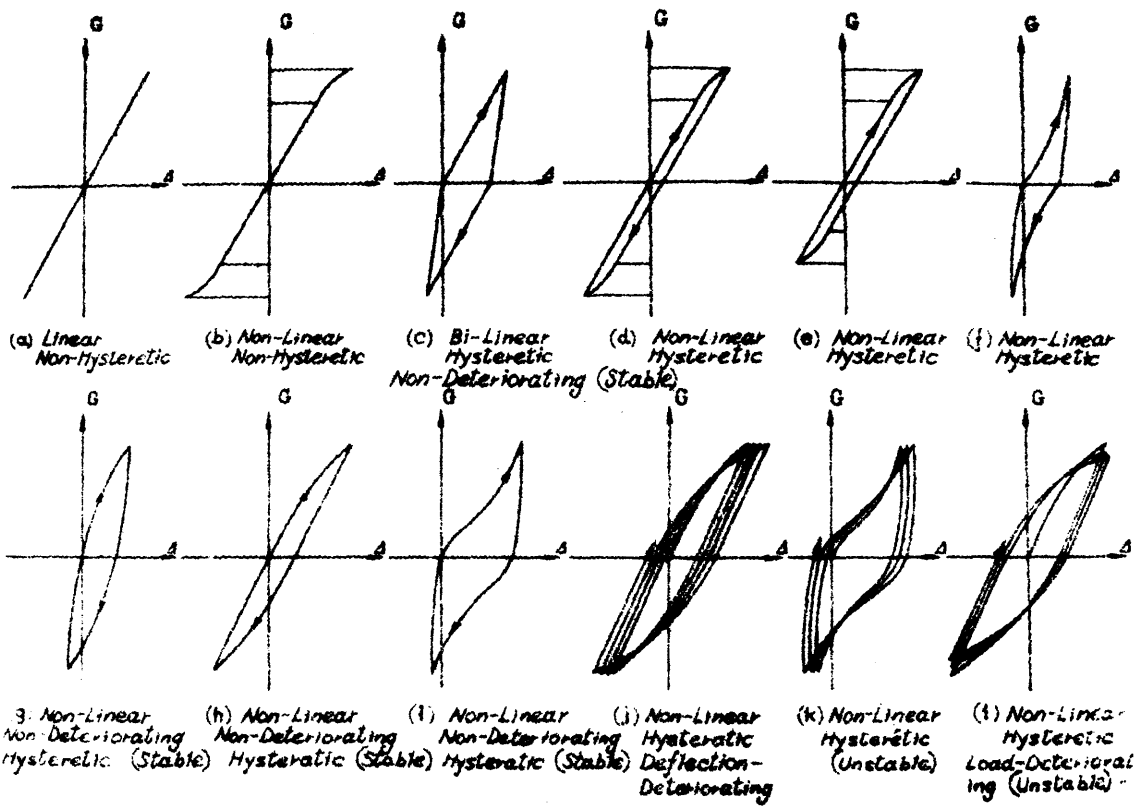 G
G
G
G
G
G
Δ
Δ
Δ
Δ
Δ
Δ
(a) Linear
Non-Hysteretic
(b) Non-Linear
Non-Hysteretic
(c) Bi-Linear
Hysteretic
Non-Deteriorating (Stable)
(d) Non-Linear
Hysteretic
(e) Non-Linear
Hysteretic
(f) Non-Linear
Hysteretic
G
G
G
G
G
G
Δ
Δ
Δ
Δ
Δ
Δ
g) Non-Linear
Non-Deteriorating
Hysteretic (Stable)
(h) Non-Linear
Non-Deteriorating
Hysteratic (Stable)
(i) Non-Linear
Non-Deteriorating
Hysteratic (Stable)
(j) Non-Linear
Hysteratic
Deflection-
Deteriorating
(k) Non-Linear
Hysteretic
(Unstable)
(l) Non-Linear
Hysteretic
Load-Deteriorat
ing (Unstable)